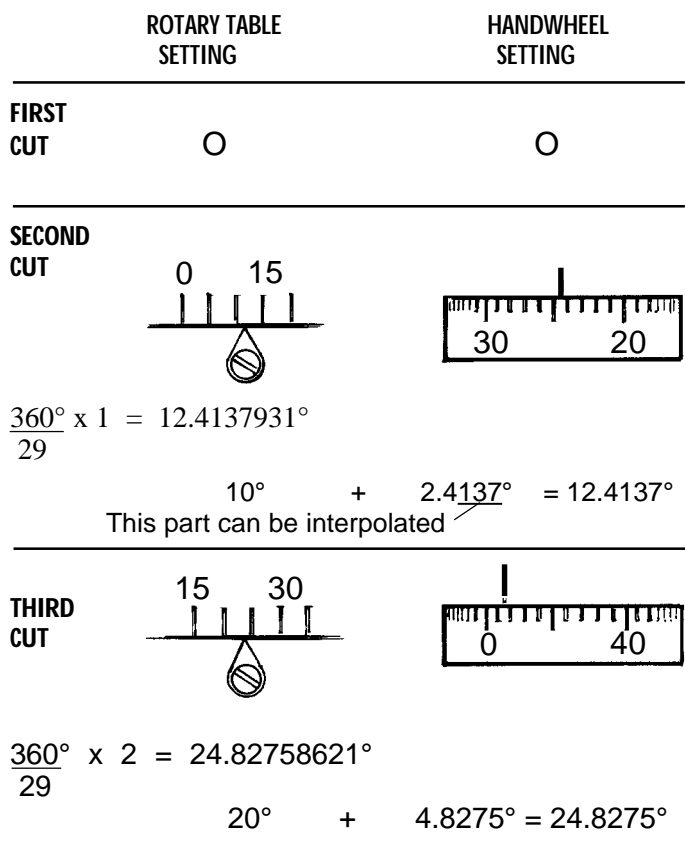 ROTARY TABLE SETTING
HANDWHEEL SETTING
FIRST CUT
O
O
SECOND CUT
0 15
30 20
360° x 1 = 12.4137931°
29
10° + 2.4137° = 12.4137°
This part can be interpolated
THIRD CUT
15 30
0 40
360° x 2 = 24.82758621°
29
20° + 4.8275° = 24.8275°